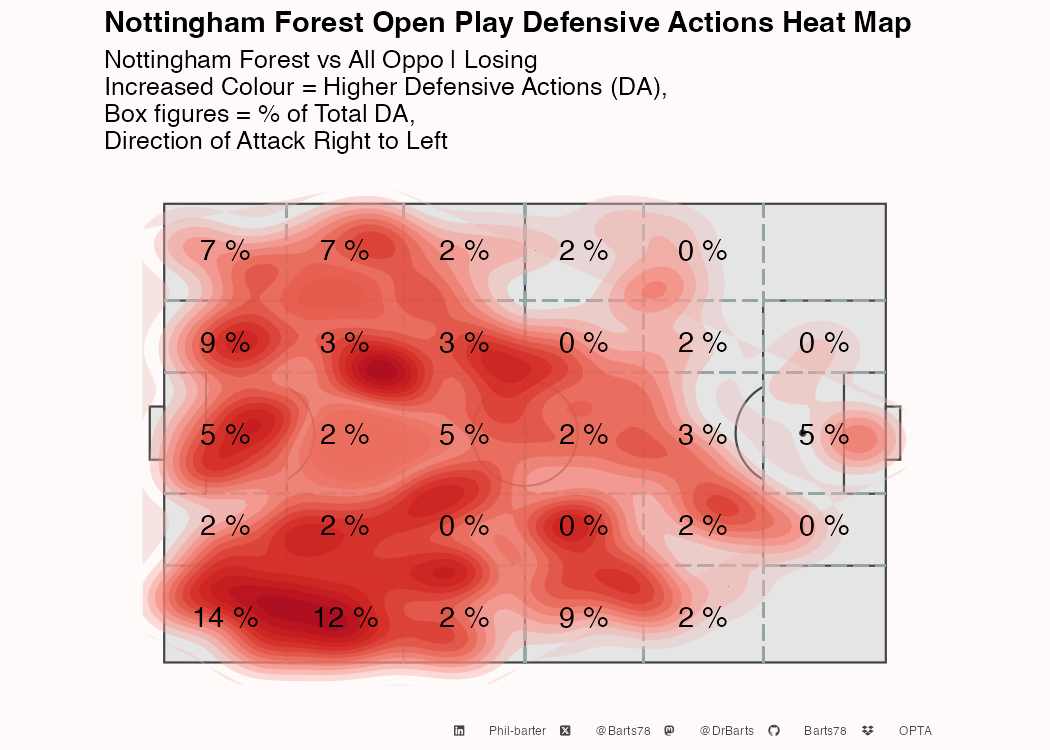 Nottingham Forest Open Play Defensive Actions Heat Map
Nottingham Forest vs All Oppo | Losing
Increased Colour = Higher Defensive Actions (DA),
Box figures = % of Total DA,
Direction of Attack Right to Left
7 % 7 % 2 % 2 % 0 %
9 % 3 % 3 % 0 % 2 % 0 %
5 % 2 % 5 % 2 % 3 % 5 %
2 % 2 % 0 % 0 % 2 % 0 %
14 % 12 % 2 % 9 % 2 %
Phil-barter @Barts78 @DrBarts Barts78 OPTA